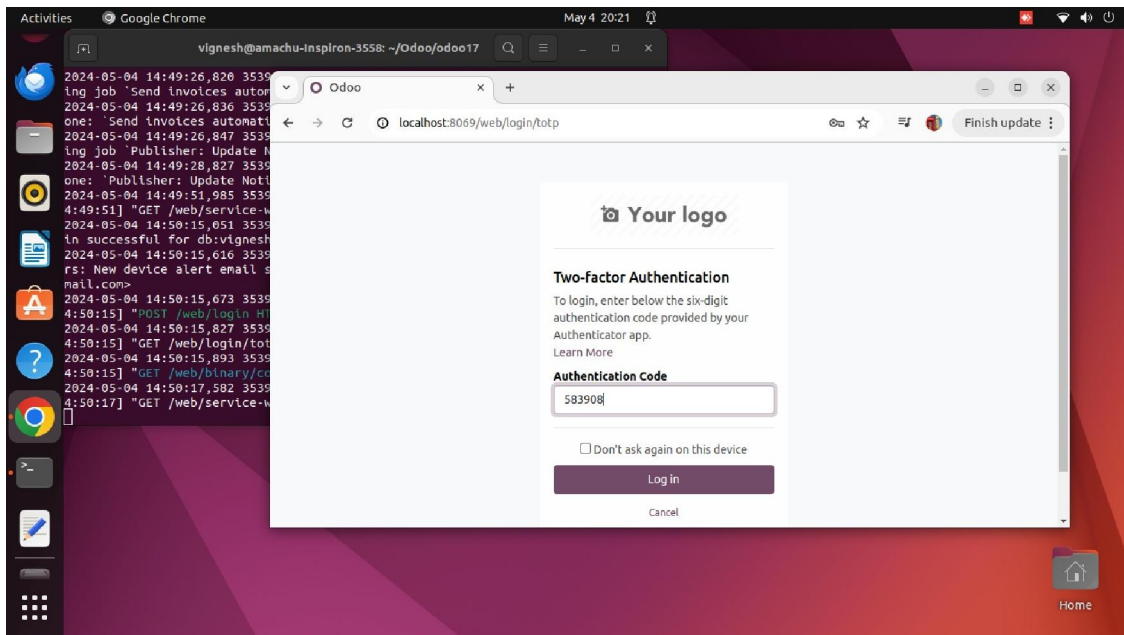 Activities
Google Chrome
May 4 20:21
vignesh@amachu-Inspiron-3558: ~/Odoo/odoo17
2024-05-04 14:49:26,820 3539
ing job `Send invoices autom
2024-05-04 14:49:26,836 3539
one: `Send invoices automati
2024-05-04 14:49:26,847 3539
ing job `Publisher: Update N
2024-05-04 14:49:28,827 3539
one: `Publisher: Update Noti
2024-05-04 14:49:51,985 3539
4:49:51] "GET /web/service-w
2024-05-04 14:50:15,051 3539
in successful for db:vignesh
2024-05-04 14:50:15,616 3539
rs: New device alert email s
mail.com>
2024-05-04 14:50:15,673 3539
4:50:15] "POST /web/login HT
2024-05-04 14:50:15,827 3539
4:50:15] "GET /web/login/tot
2024-05-04 14:50:15,893 3539
4:50:15] "GET /web/binary/co
2024-05-04 14:50:17,582 3539
4:50:17] "GET /web/service-w
Odoo
localhost:8069/web/login/totp
Finish update
Your logo
Two-factor Authentication
To login, enter below the six-digit
authentication code provided by your
Authenticator app.
Learn More
Authentication Code
583908
Don't ask again on this device
Log in
Cancel
Home